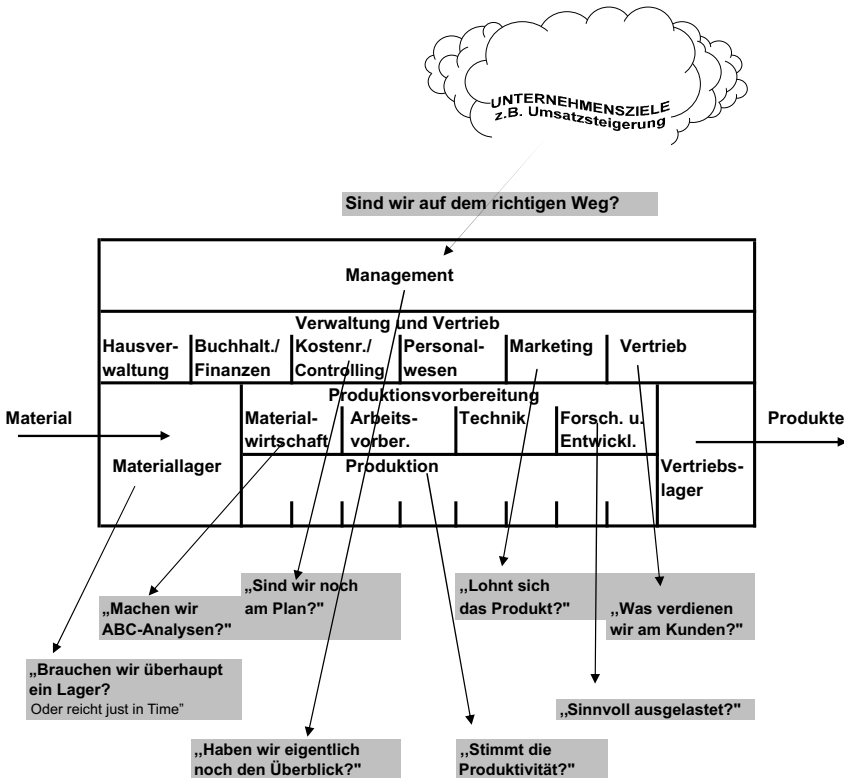 UNTERNEHMENSZIELE
z.B. Umsatzsteigerung
Sind wir auf dem richtigen Weg?
Management
Verwaltung und Vertrieb
Hausver-
waltung
Buchhalt./
Finanzen
Kostenr./
Controlling
Personal-
wesen
Marketing
Vertrieb
Produktionsvorbereitung
Material
Material-
wirtschaft
Arbeits-
vorber.
Technik
Forsch. u.
Entwickl.
Produkte
Materiallager
Produktion
Vertriebs-
lager
„Sind wir noch
am Plan?"
,,Lohnt sich
das Produkt?"
„Machen wir
ABC-Analysen?"
,,Was verdienen
wir am Kunden?"
„Brauchen wir überhaupt
ein Lager?
Oder reicht just in Time”
,,Sinnvoll ausgelastet?"
,,Haben wir eigentlich
noch den Überblick?"
,,Stimmt die
Produktivität?"